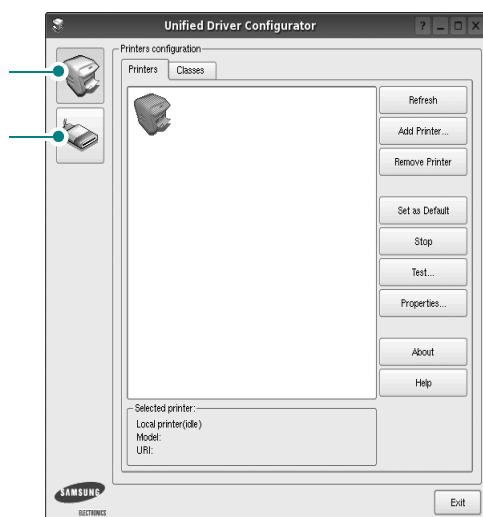 Unified Driver Configurator
Printers configuration
Printers
Classes
Refresh
Add Printer...
Remove Printer
Set as Default
Stop
Test...
Properties...
About
Help
Selected printer:
Local printer(idle)
Model:
URI:
SAMSUNG
ELECTRONICS
Exit